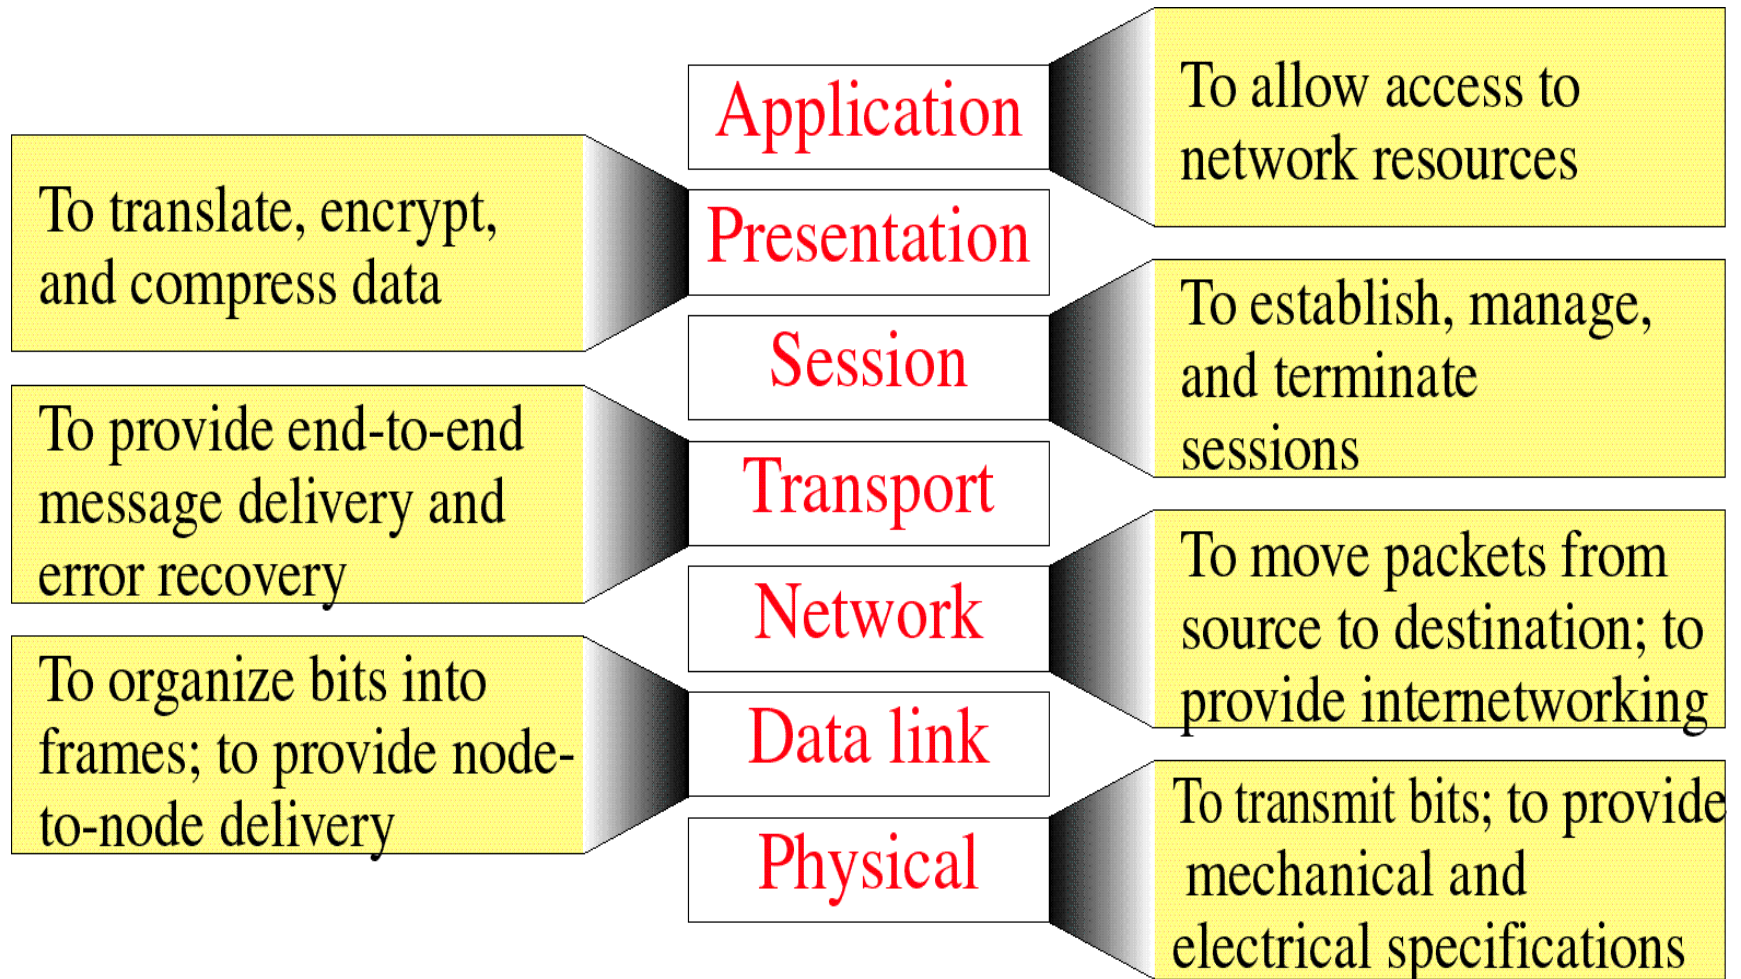 Application
To allow access to
network resources
Presentation
To translate, encrypt,
and compress data
Session
To establish, manage,
and terminate
sessions
Transport
To provide end-to-end
message delivery and
error recovery
Network
To move packets from
source to destination; to
provide internetworking
Data link
To organize bits into
frames; to provide node-
to-node delivery
Physical
To transmit bits; to provide
mechanical and
electrical specifications